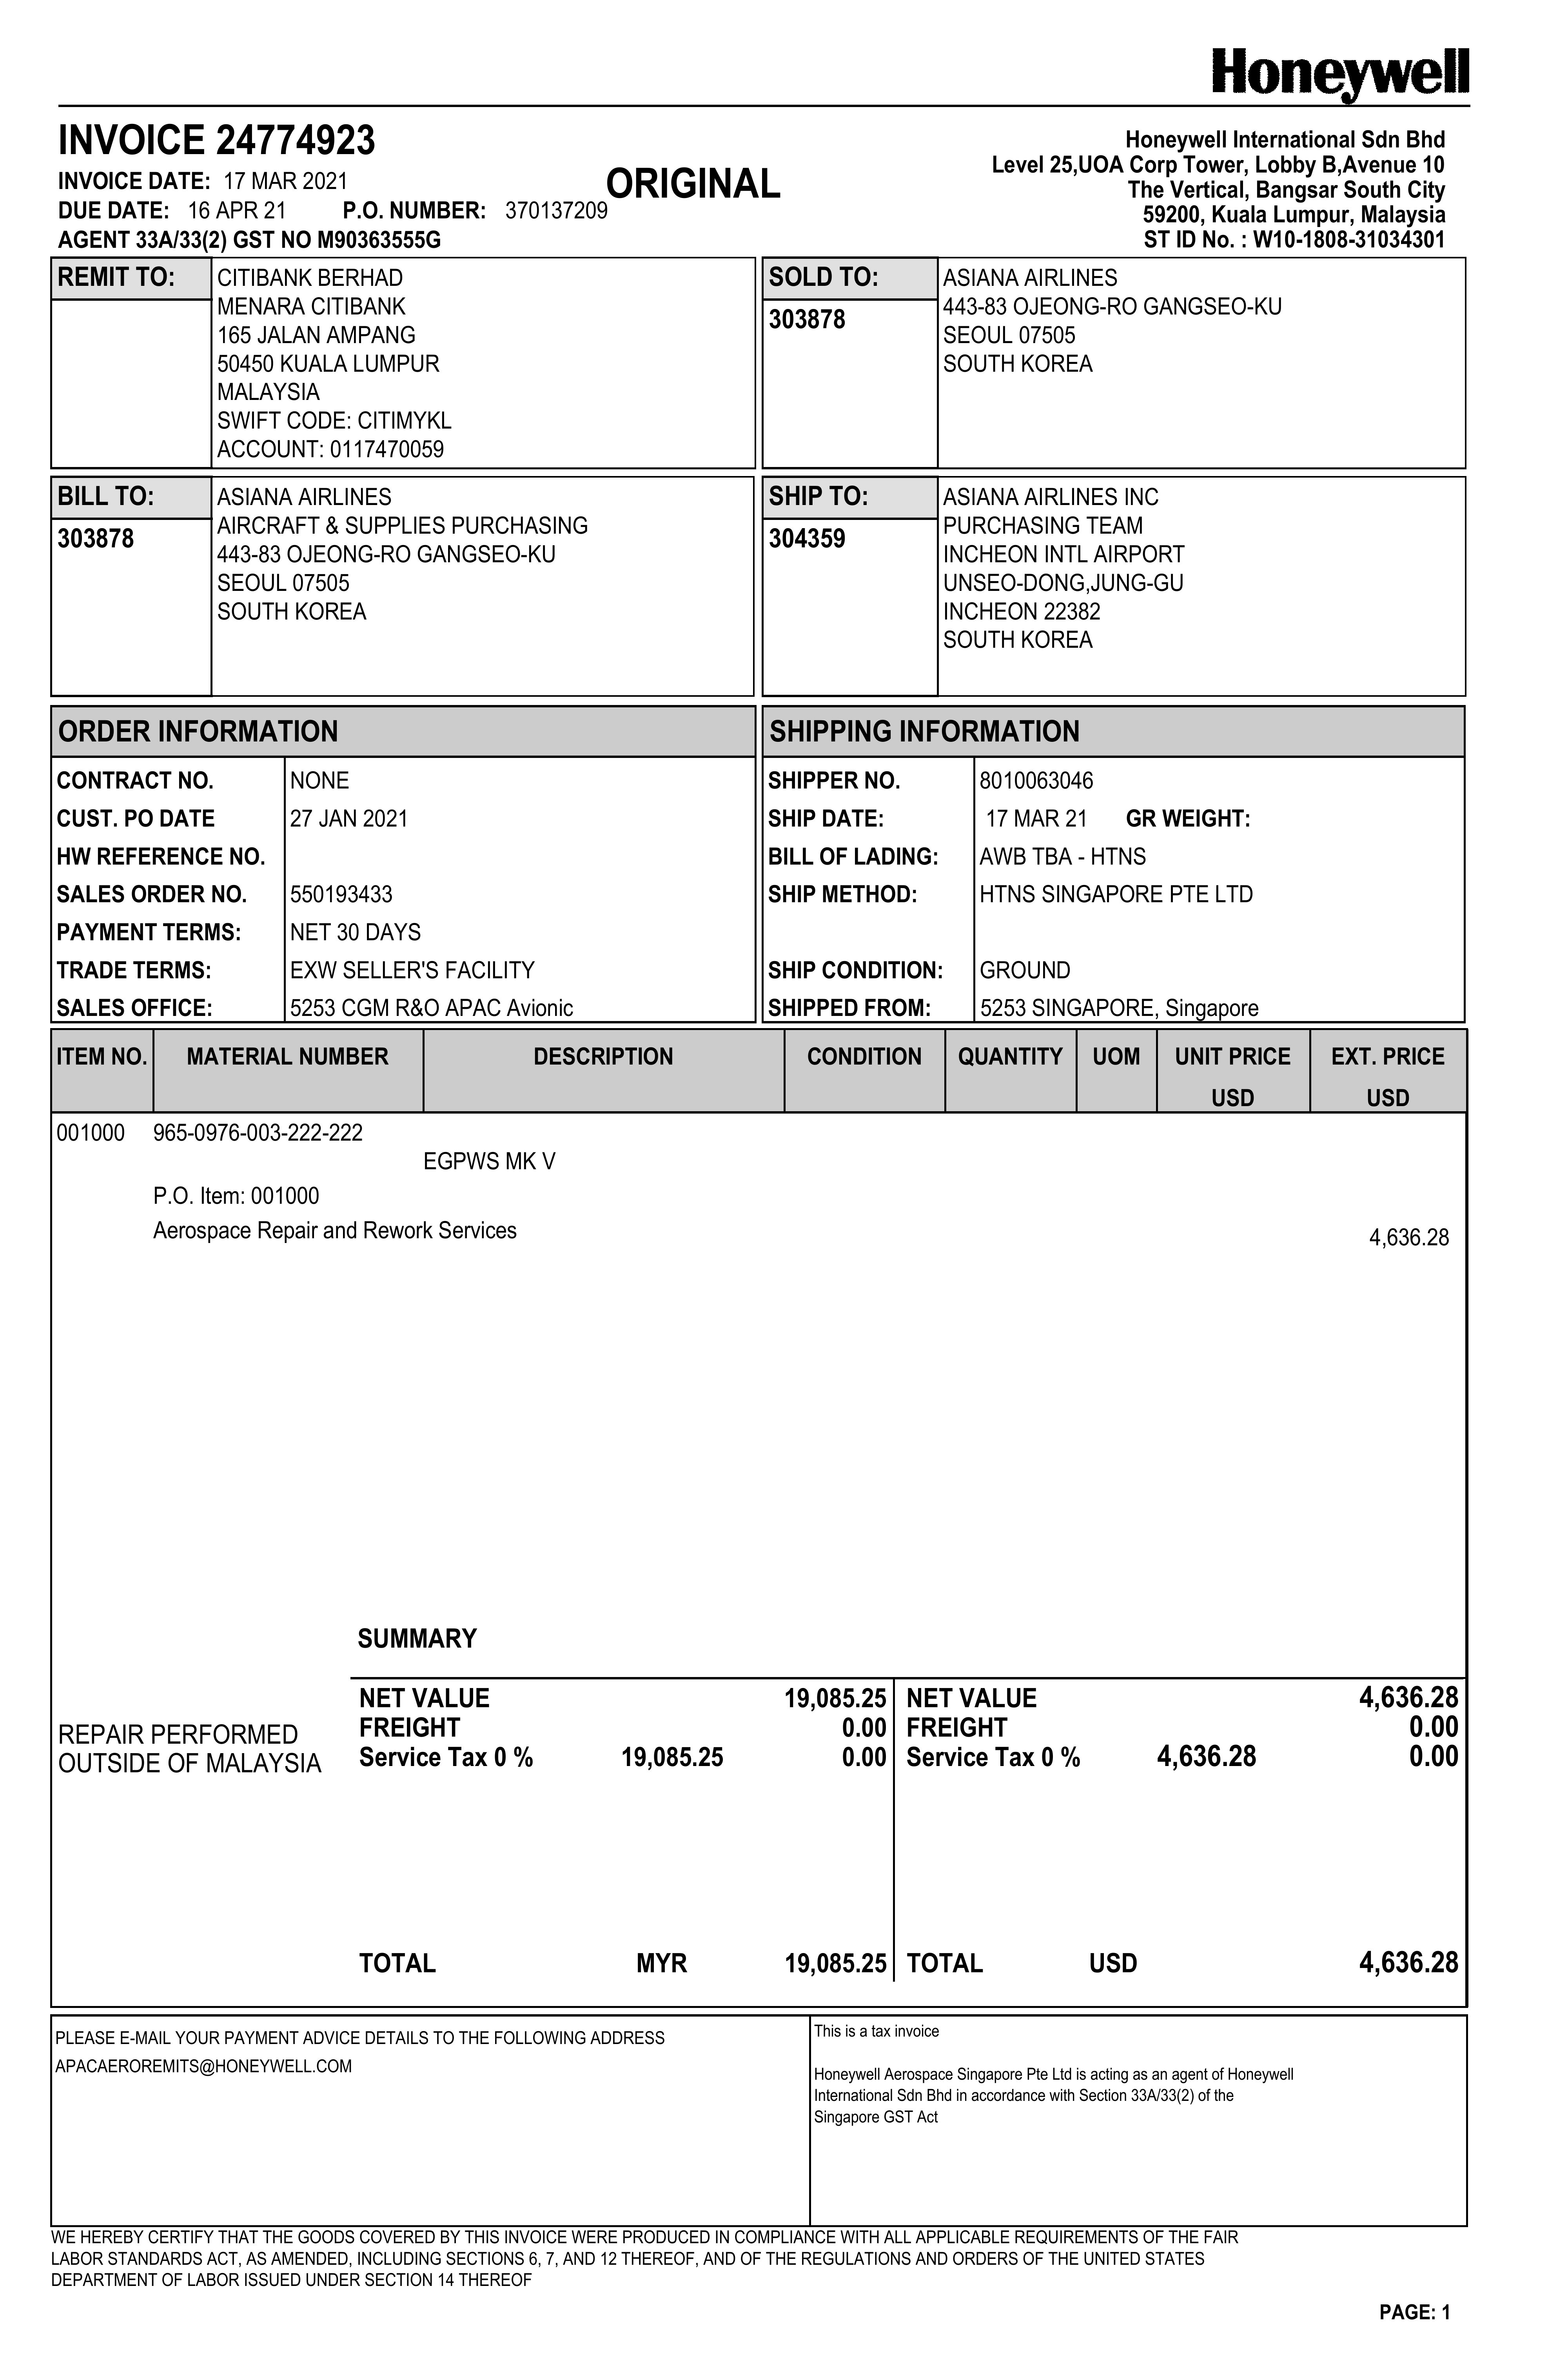 Honeywell
INVOICE 24774923
INVOICE DATE: 17 MAR 2021
DUE DATE: 16 APR 21 P.O. NUMBER: 370137209
AGENT 33A/33(2) GST NO M90363555G
ORIGINAL
Honeywell International Sdn Bhd
Level 25,UOA Corp Tower, Lobby B,Avenue 10
The Vertical, Bangsar South City
59200, Kuala Lumpur, Malaysia
ST ID No. : W10-1808-31034301
REMIT TO:
CITIBANK BERHAD
MENARA CITIBANK
165 JALAN AMPANG
50450 KUALA LUMPUR
MALAYSIA
SWIFT CODE: CITIMYKL
ACCOUNT: 0117470059
SOLD TO:
303878
ASIANA AIRLINES
443-83 OJEONG-RO GANGSEO-KU
SEOUL 07505
SOUTH KOREA
BILL TO:
303878
ASIANA AIRLINES
AIRCRAFT & SUPPLIES PURCHASING
443-83 OJEONG-RO GANGSEO-KU
SEOUL 07505
SOUTH KOREA
SHIP TO:
304359
ASIANA AIRLINES INC
PURCHASING TEAM
INCHEON INTL AIRPORT
UNSEO-DONG,JUNG-GU
INCHEON 22382
SOUTH KOREA
ORDER INFORMATION
CONTRACT NO. NONE
CUST. PO DATE 27 JAN 2021
HW REFERENCE NO.
SALES ORDER NO. 550193433
PAYMENT TERMS: NET 30 DAYS
TRADE TERMS: EXW SELLER'S FACILITY
SALES OFFICE: 5253 CGM R&O APAC Avionic
SHIPPING INFORMATION
SHIPPER NO. 8010063046
SHIP DATE: 17 MAR 21 GR WEIGHT:
BILL OF LADING: AWB TBA - HTNS
SHIP METHOD: HTNS SINGAPORE PTE LTD
SHIP CONDITION: GROUND
SHIPPED FROM: 5253 SINGAPORE, Singapore
ITEM NO. MATERIAL NUMBER DESCRIPTION CONDITION QUANTITY UOM UNIT PRICE EXT. PRICE
USD USD
001000 965-0976-003-222-222
EGPWS MK V
P.O. Item: 001000
Aerospace Repair and Rework Services 4,636.28
SUMMARY
REPAIR PERFORMED
OUTSIDE OF MALAYSIA
NET VALUE 19,085.25
FREIGHT 0.00
Service Tax 0 % 19,085.25 0.00
TOTAL MYR 19,085.25
NET VALUE 4,636.28
FREIGHT 0.00
Service Tax 0 % 4,636.28 0.00
TOTAL USD 4,636.28
PLEASE E-MAIL YOUR PAYMENT ADVICE DETAILS TO THE FOLLOWING ADDRESS
APACAEROREMITS@HONEYWELL.COM
This is a tax invoice
Honeywell Aerospace Singapore Pte Ltd is acting as an agent of Honeywell
International Sdn Bhd in accordance with Section 33A/33(2) of the
Singapore GST Act
WE HEREBY CERTIFY THAT THE GOODS COVERED BY THIS INVOICE WERE PRODUCED IN COMPLIANCE WITH ALL APPLICABLE REQUIREMENTS OF THE FAIR
LABOR STANDARDS ACT, AS AMENDED, INCLUDING SECTIONS 6, 7, AND 12 THEREOF, AND OF THE REGULATIONS AND ORDERS OF THE UNITED STATES
DEPARTMENT OF LABOR ISSUED UNDER SECTION 14 THEREOF
PAGE: 1